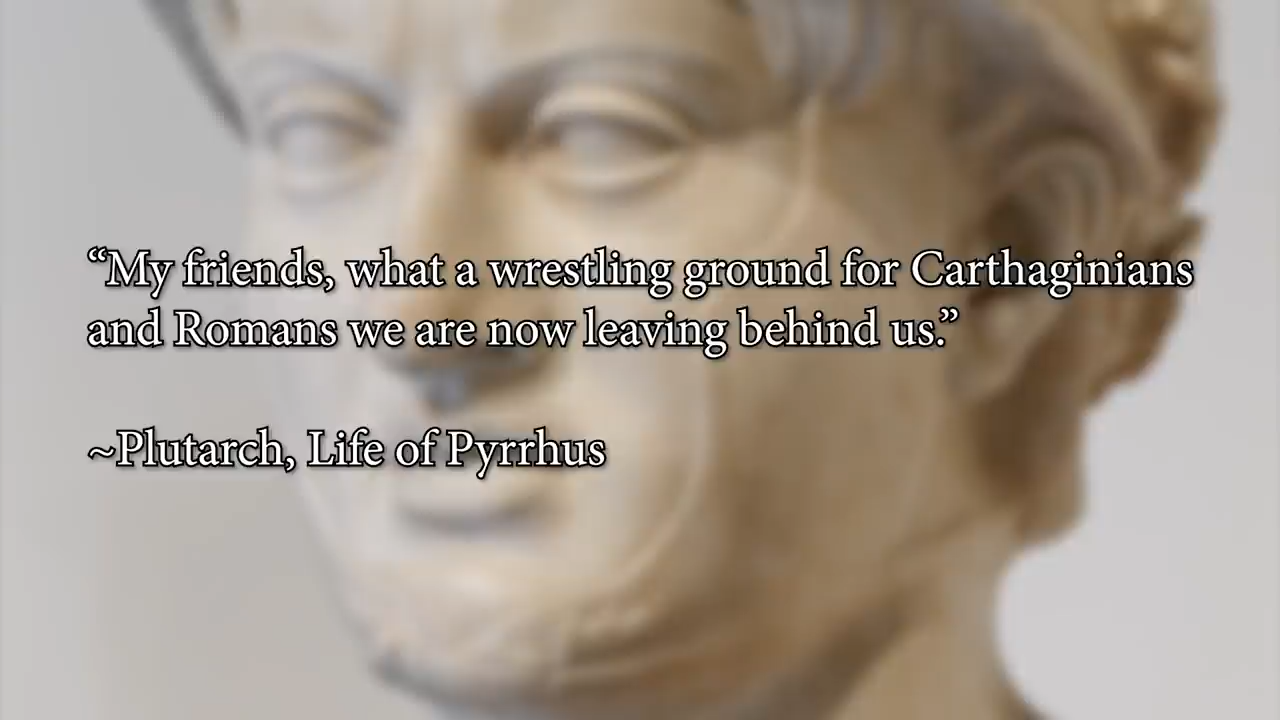 “My friends, what a wrestling ground for Carthaginians
and Romans we are now leaving behind us.”
~Plutarch, Life of Pyrrhus